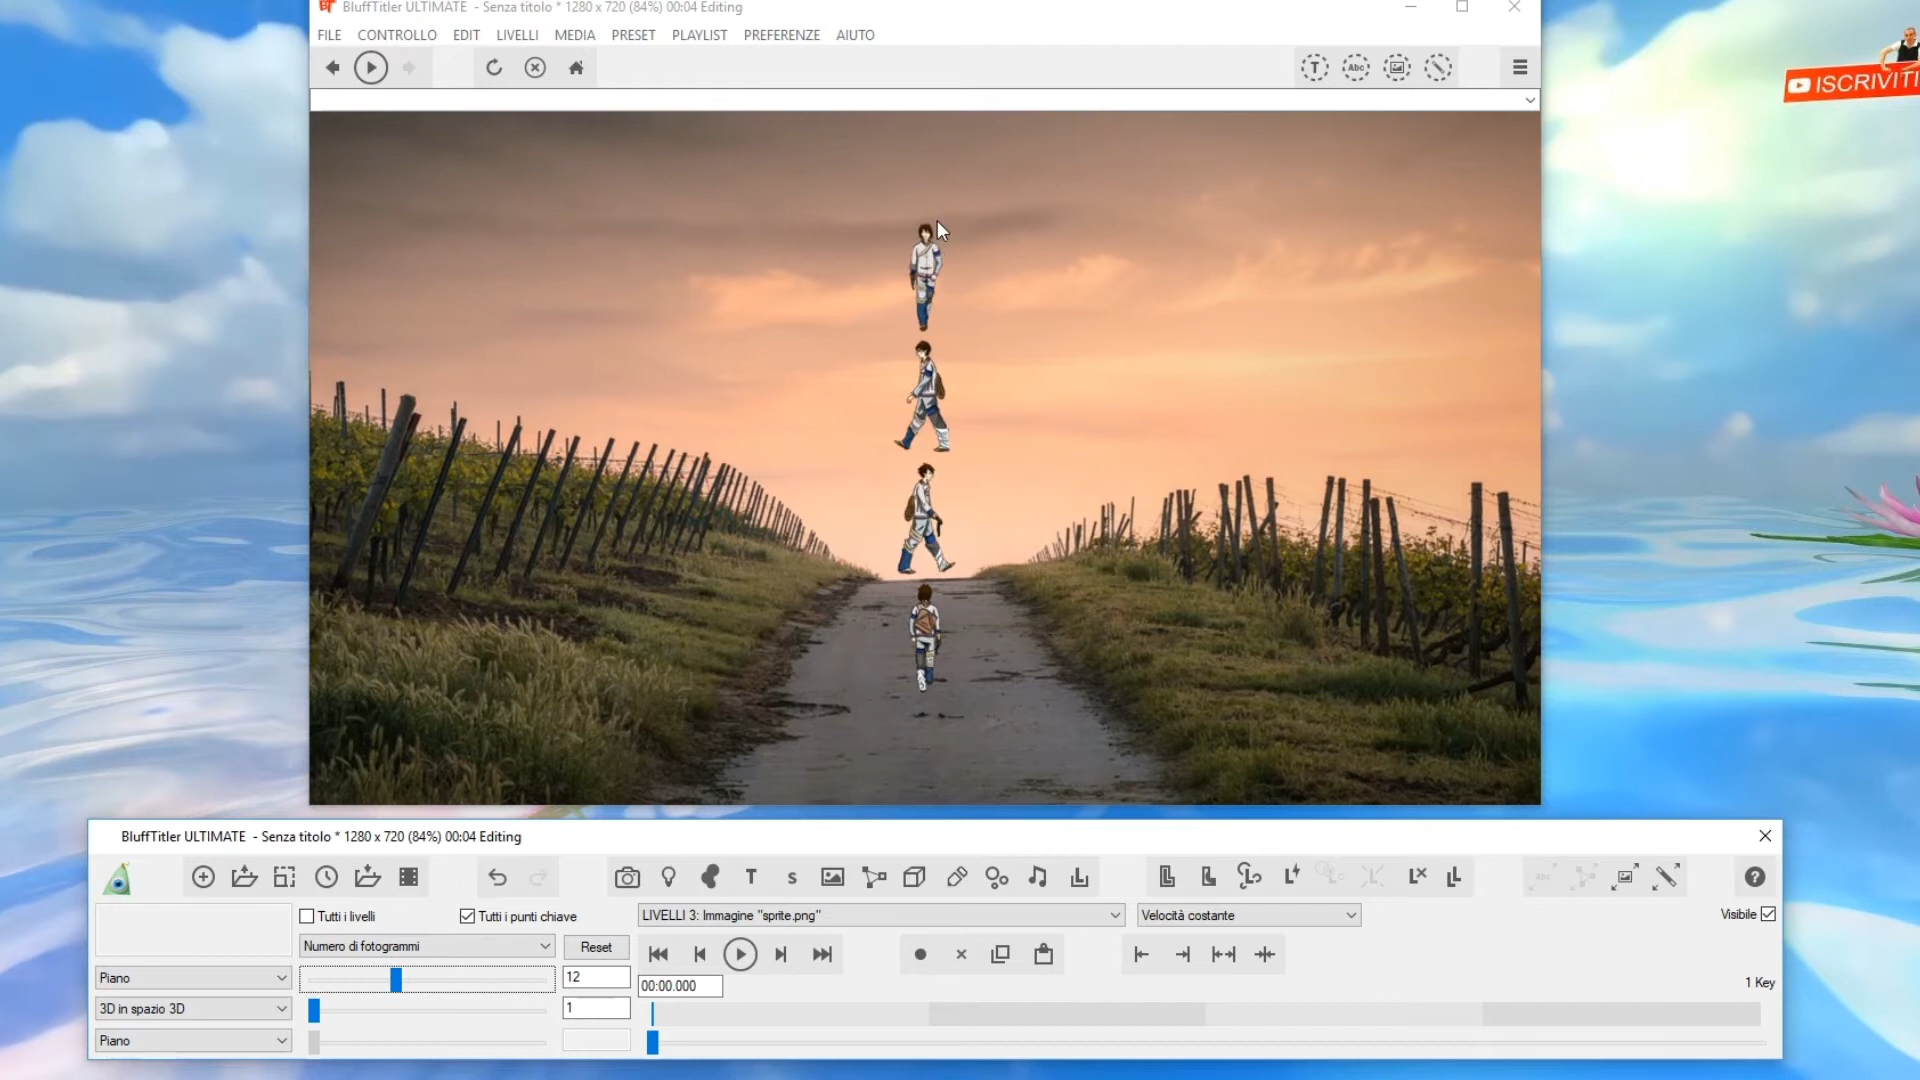 BluffTitler ULTIMATE - Senza titolo * 1280 x 720 (84%) 00:04 Editing
FILE CONTROLLO EDIT LIVELLI MEDIA PRESET PLAYLIST PREFERENZE AIUTO
T Abc
ISCRIVITI
BluffTitler ULTIMATE - Senza titolo * 1280 x 720 (84%) 00:04 Editing
T S
Tutti i livelli Tutti i punti chiave LIVELLI 3: Immagine "sprite.png" Velocità costante Visibile
Numero di fotogrammi Reset
Piano 12 00:00.000 1 Key
3D in spazio 3D 1
Piano